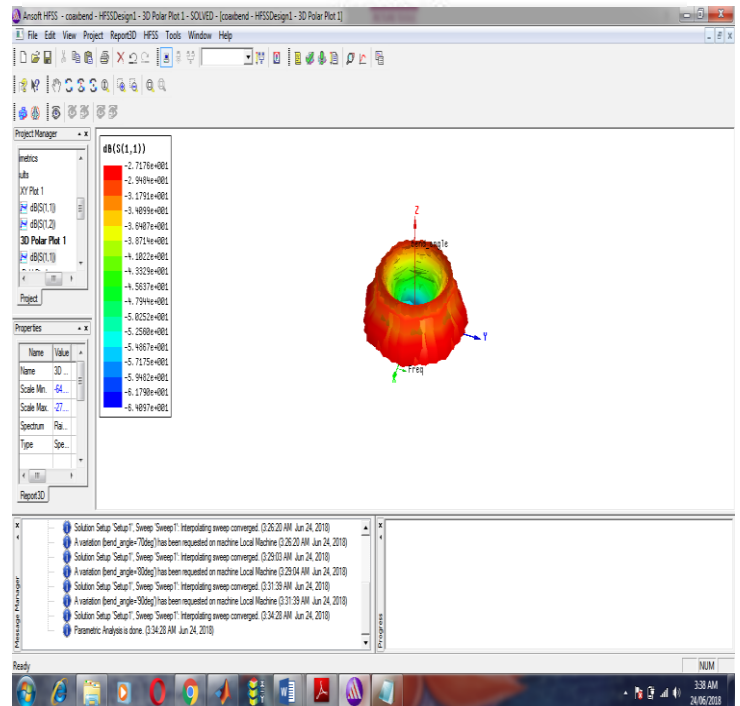 Ansoft HFSS - coaxbend - HFSSDesign1 - 3D Polar Plot 1 - SOLVED - [coaxbend - HFSSDesign1 - 3D Polar Plot 1]
File Edit View Project Report3D HFSS Tools Window Help
Project Manager
metrics
ults
XY Plot 1
dB(S(1,1))
dB(S(1,2))
3D Polar Plot 1
dB(S(1,1))
Project
Properties
Name Value
Name 3D ...
Scale Min. -64....
Scale Max. -27....
Spectrum Rai...
Type Spe...
Report3D
dB(S(1,1))
-2.7176e+001
-2.9484e+001
-3.1791e+001
-3.4099e+001
-3.6407e+001
-3.8714e+001
-4.1022e+001
-4.3329e+001
-4.5637e+001
-4.7944e+001
-5.0252e+001
-5.2560e+001
-5.4867e+001
-5.7175e+001
-5.9482e+001
-6.1790e+001
-6.4097e+001
Z
bend_angle
Y
X
Freq
Solution Setup 'Setup1', Sweep 'Sweep1': Interpolating sweep converged. (3:26:20 AM Jun 24, 2018)
A variation (bend_angle='70deg') has been requested on machine Local Machine (3:26:20 AM Jun 24, 2018)
Solution Setup 'Setup1', Sweep 'Sweep1': Interpolating sweep converged. (3:29:03 AM Jun 24, 2018)
A variation (bend_angle='80deg') has been requested on machine Local Machine (3:29:04 AM Jun 24, 2018)
Solution Setup 'Setup1', Sweep 'Sweep1': Interpolating sweep converged. (3:31:39 AM Jun 24, 2018)
A variation (bend_angle='90deg') has been requested on machine Local Machine (3:31:39 AM Jun 24, 2018)
Solution Setup 'Setup1', Sweep 'Sweep1': Interpolating sweep converged. (3:34:28 AM Jun 24, 2018)
Parametric Analysis is done. (3:34:28 AM Jun 24, 2018)
Message Manager
Progress
Ready
NUM
3:38 AM
24/06/2018